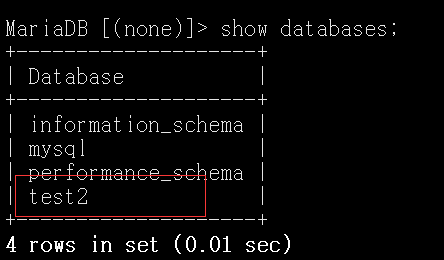 MariaDB [(none)]> show databases;
+--------------------+
| Database           |
+--------------------+
| information_schema |
| mysql              |
| performance_schema |
| test2              |
+--------------------+
4 rows in set (0.01 sec)